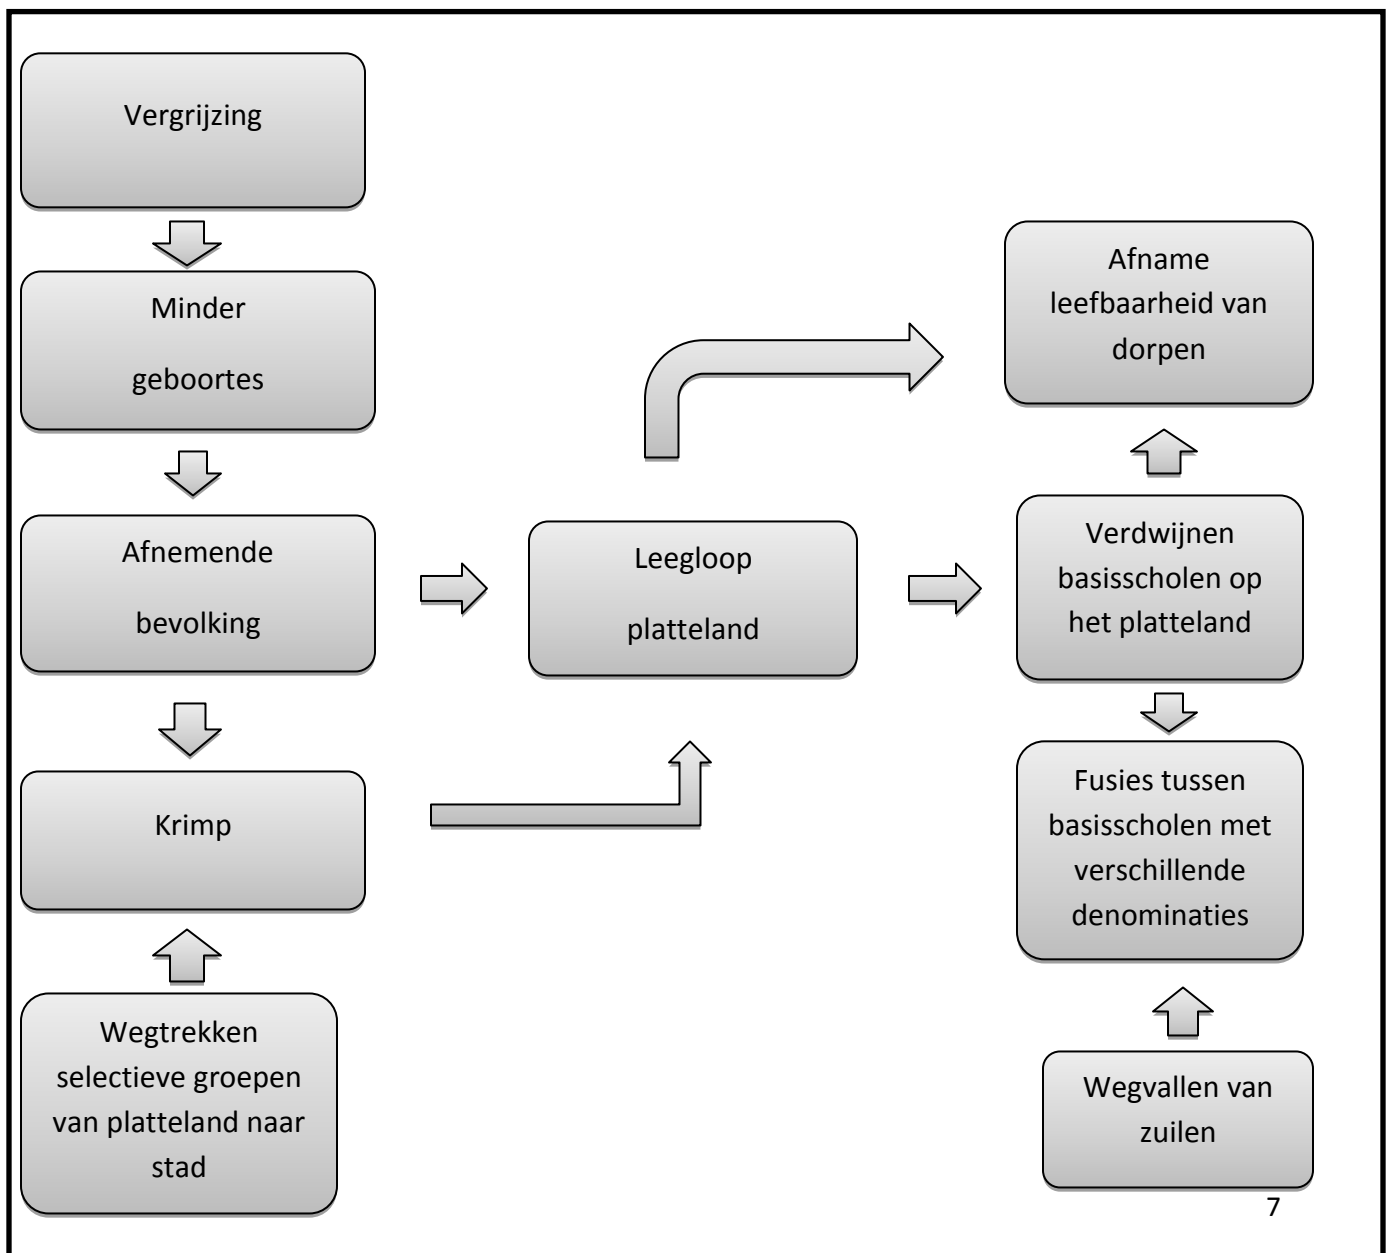 Vergrijzing
Minder
geboortes
Afnemende
bevolking
Krimp
Wegtrekken
selectieve groepen
van platteland naar
stad
Leegloop
platteland
Afname
leefbaarheid van
dorpen
Verdwijnen
basisscholen op
het platteland
Fusies tussen
basisscholen met
verschillende
denominaties
Wegvallen van
zuilen
7